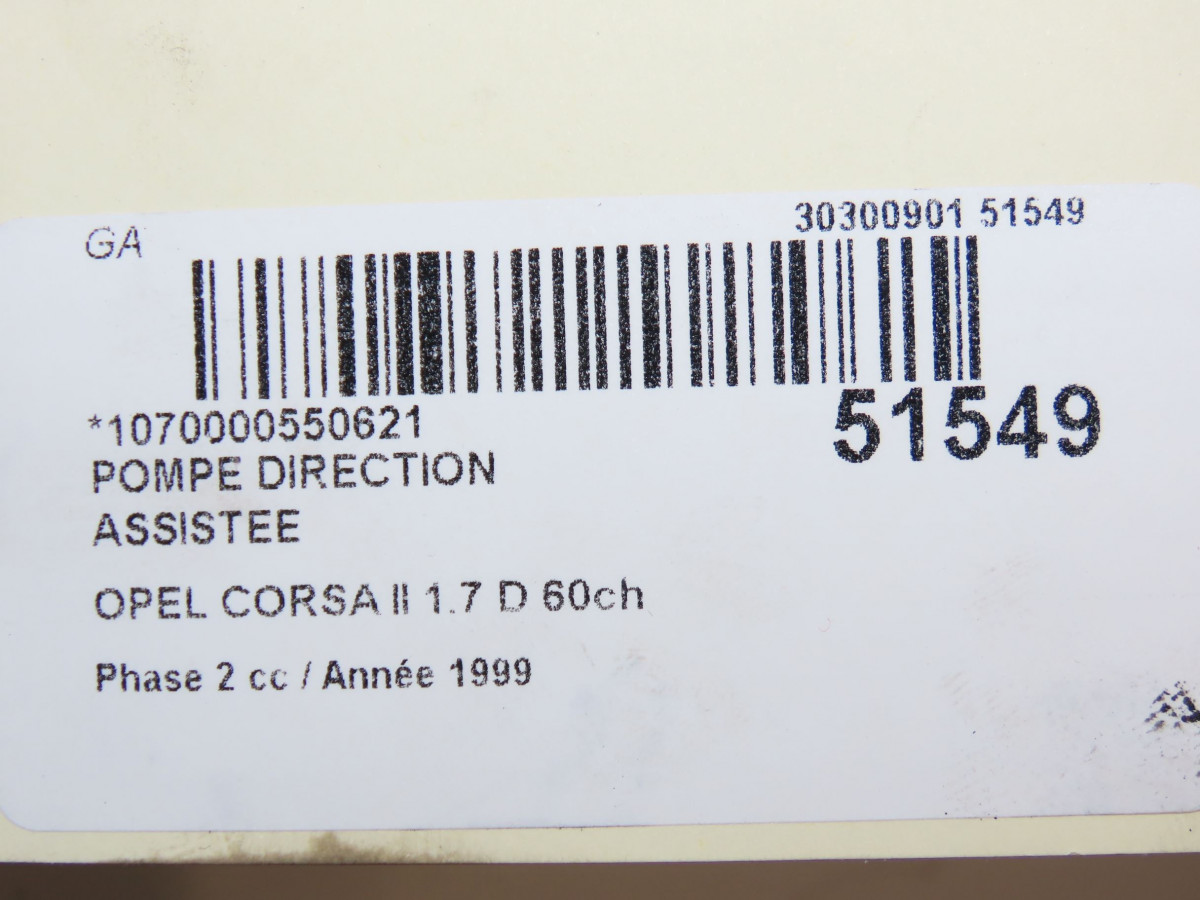 GA
30300901 51549
*1070000550621
51549
POMPE DIRECTION
ASSISTEE
OPEL CORSA II 1.7 D 60ch
Phase 2 cc / Année 1999